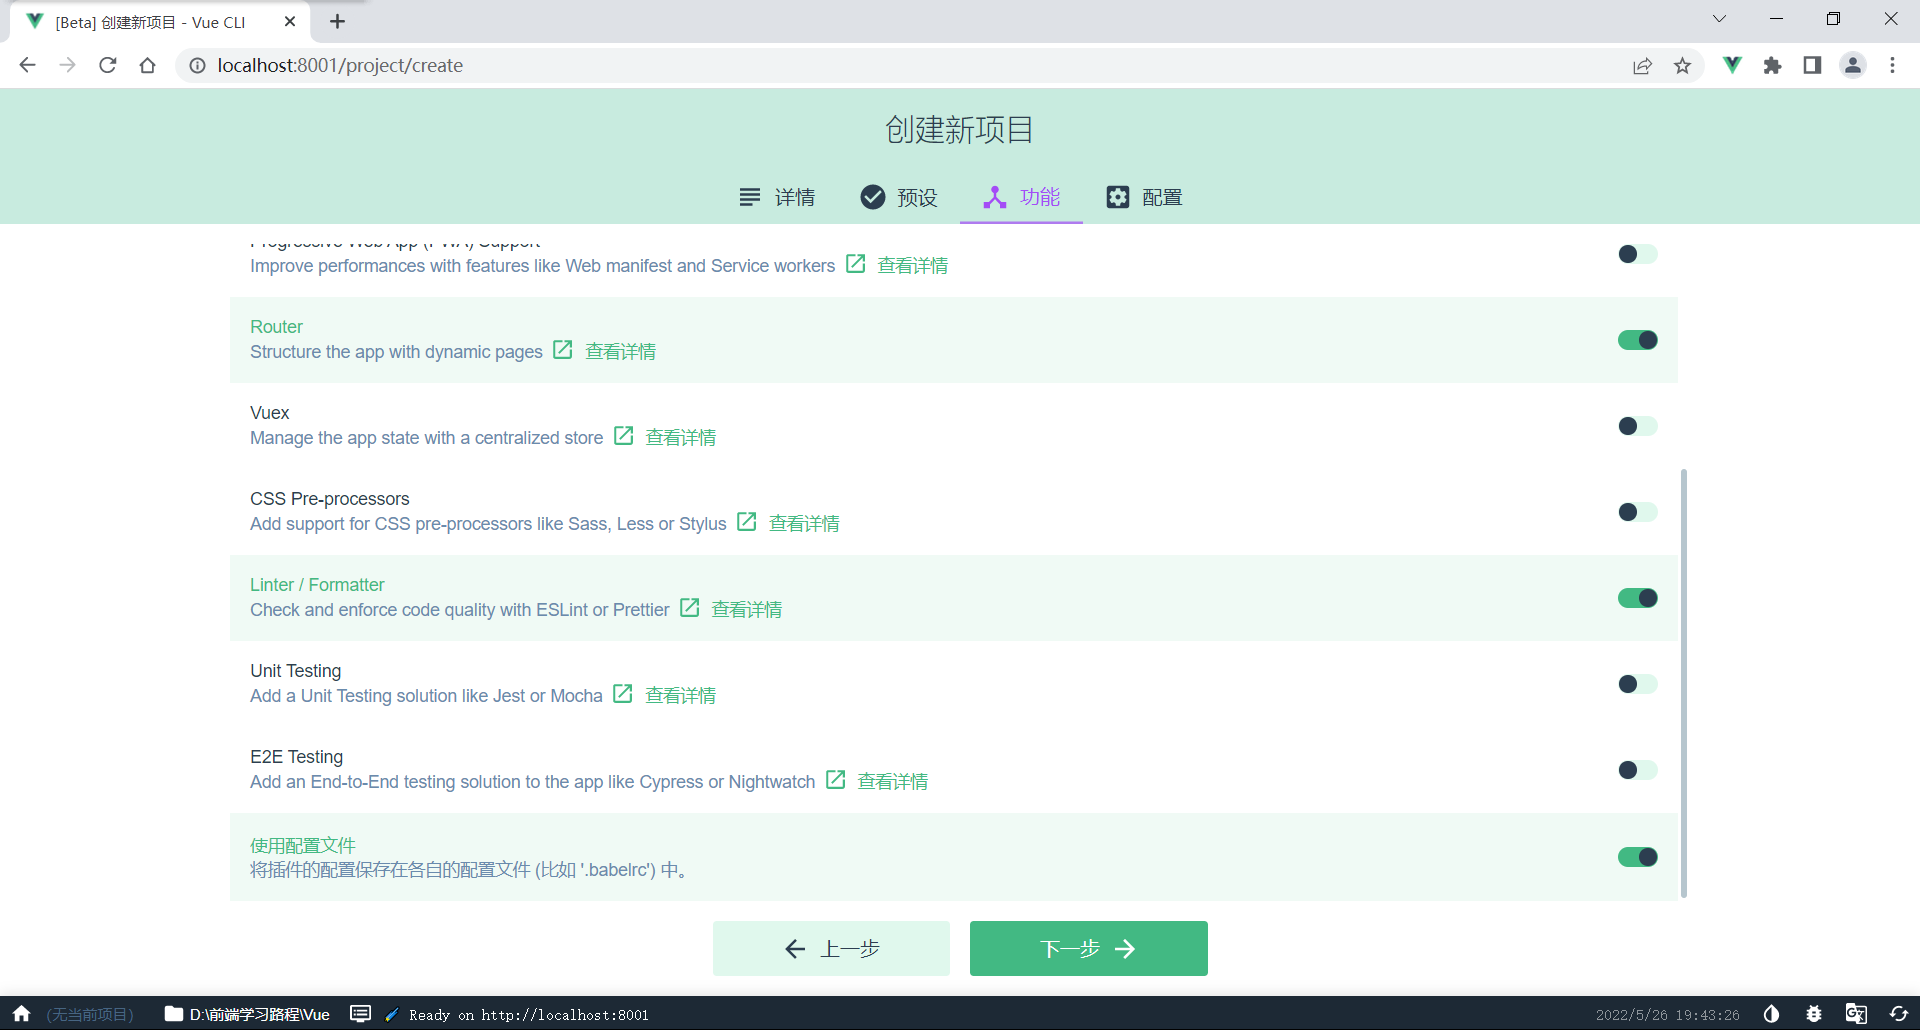 [Beta] 创建新项目 - Vue CLI
localhost:8001/project/create
创建新项目
详情 预设 功能 配置
Progressive Web App (PWA) Support
Improve performances with features like Web manifest and Service workers 查看详情
Router
Structure the app with dynamic pages 查看详情
Vuex
Manage the app state with a centralized store 查看详情
CSS Pre-processors
Add support for CSS pre-processors like Sass, Less or Stylus 查看详情
Linter / Formatter
Check and enforce code quality with ESLint or Prettier 查看详情
Unit Testing
Add a Unit Testing solution like Jest or Mocha 查看详情
E2E Testing
Add an End-to-End testing solution to the app like Cypress or Nightwatch 查看详情
使用配置文件
将插件的配置保存在各自的配置文件 (比如 '.babelrc') 中。
上一步 下一步
(无当前项目) D:\前端学习路程\Vue Ready on http://localhost:8001 2022/5/26 19:43:26